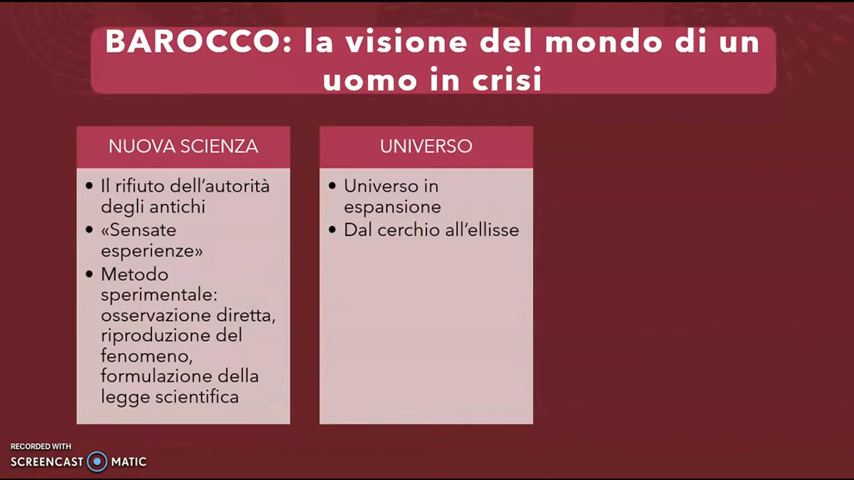 BAROCCO: la visione del mondo di un
uomo in crisi
NUOVA SCIENZA
• Il rifiuto dell'autorità
degli antichi
• «Sensate
esperienze»
• Metodo
sperimentale:
osservazione diretta,
riproduzione del
fenomeno,
formulazione della
legge scientifica
UNIVERSO
• Universo in
espansione
• Dal cerchio all'ellisse
RECORDED WITH
SCREENCAST MATIC